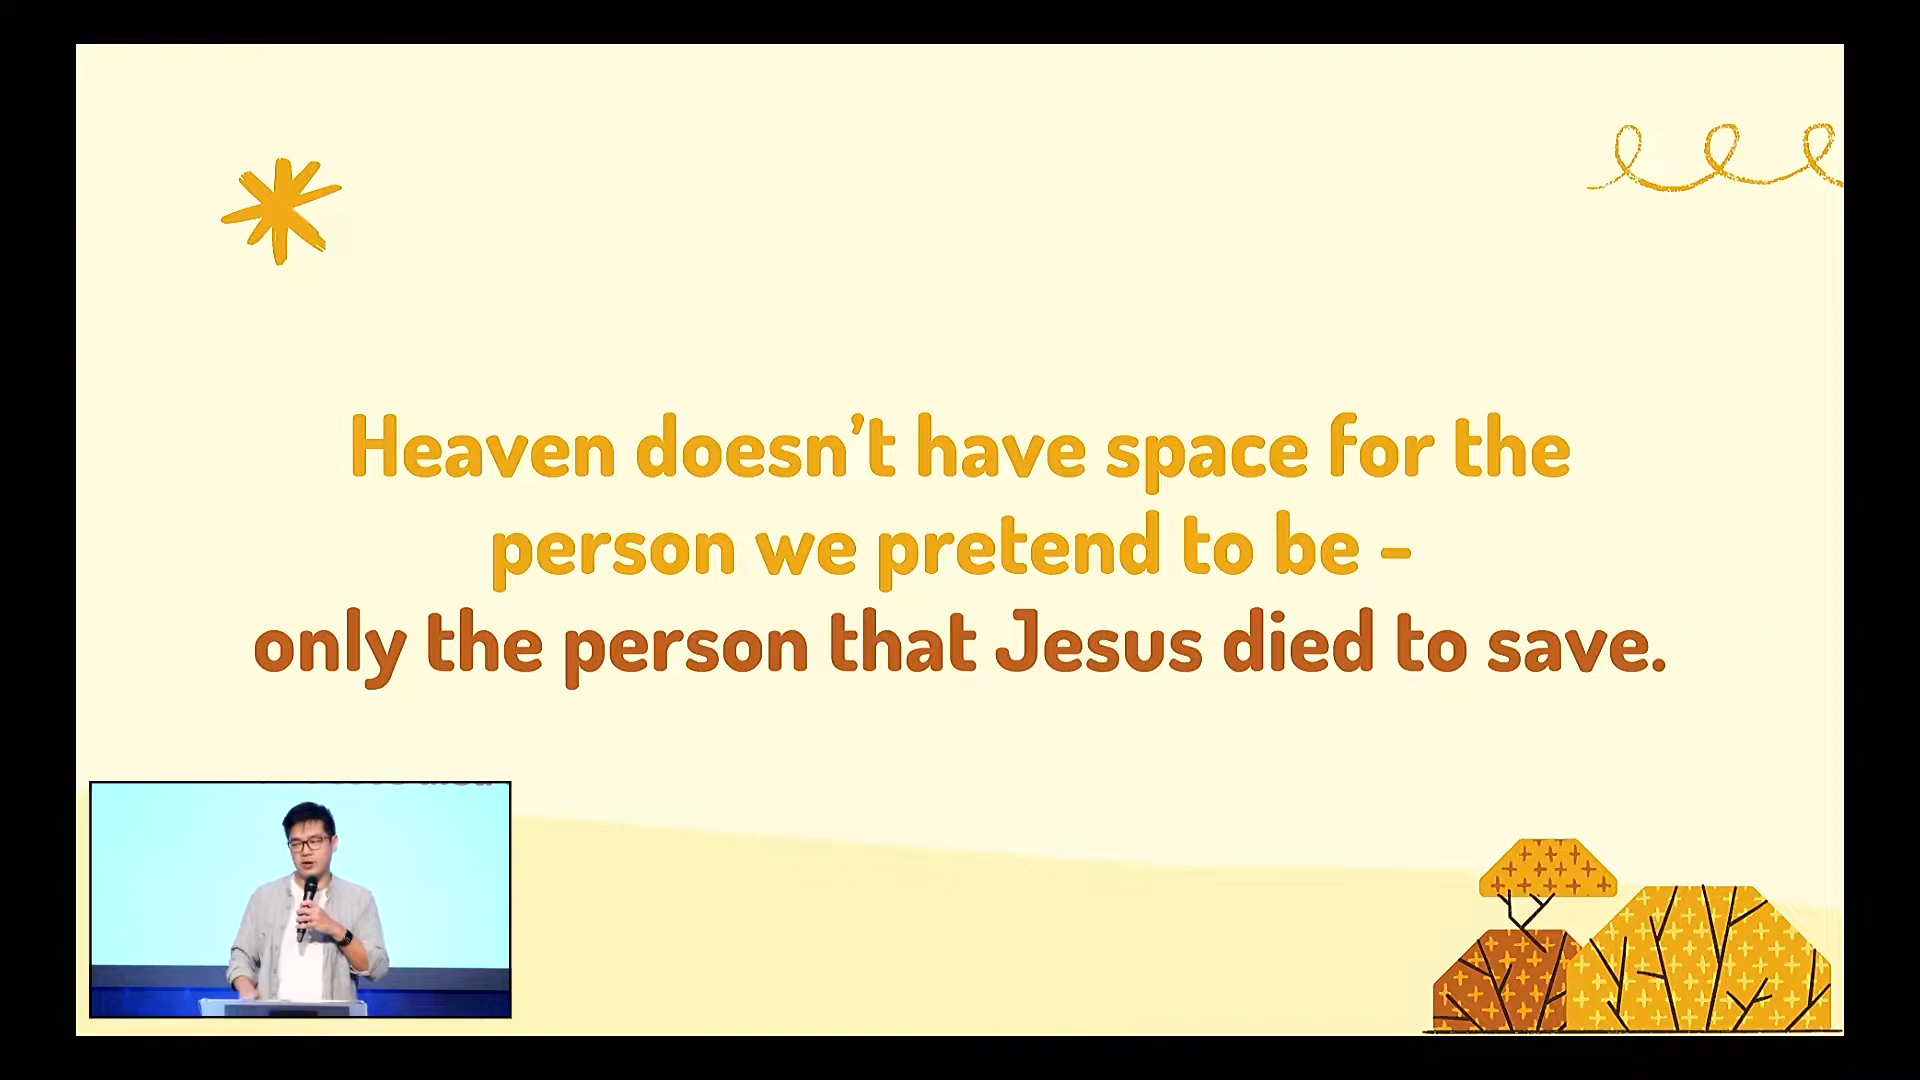 Heaven doesn’t have space for the
person we pretend to be –
only the person that Jesus died to save.